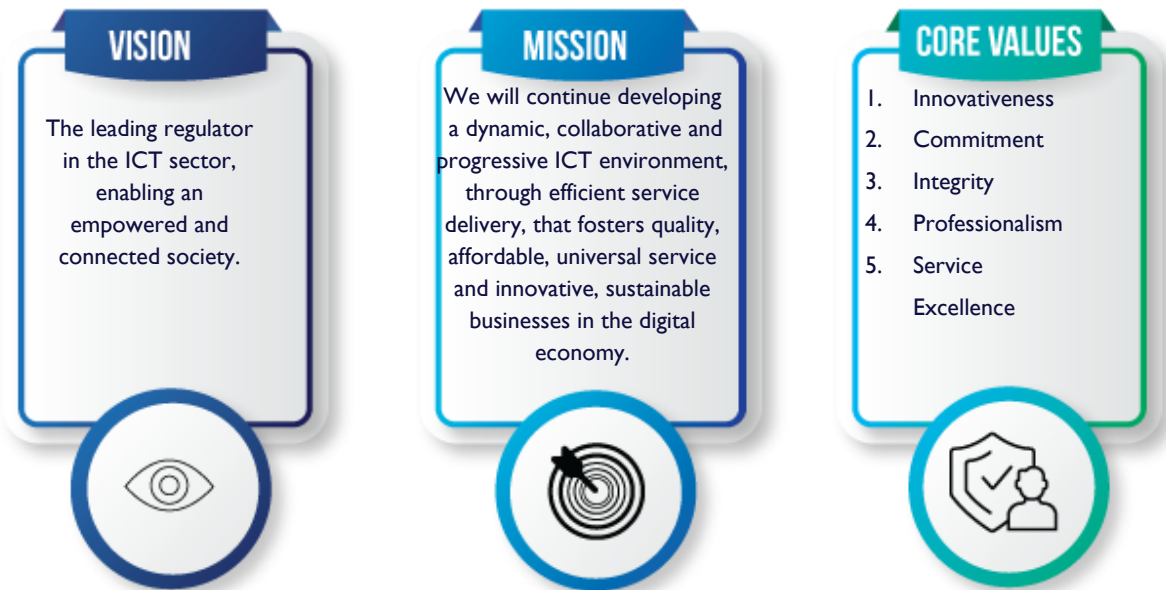 VISION
The leading regulator
in the ICT sector,
enabling an
empowered and
connected society.
MISSION
We will continue developing
a dynamic, collaborative and
progressive ICT environment,
through efficient service
delivery, that fosters quality,
affordable, universal service
and innovative, sustainable
businesses in the digital
economy.
CORE VALUES
1. Innovativeness
2. Commitment
3. Integrity
4. Professionalism
5. Service
Excellence